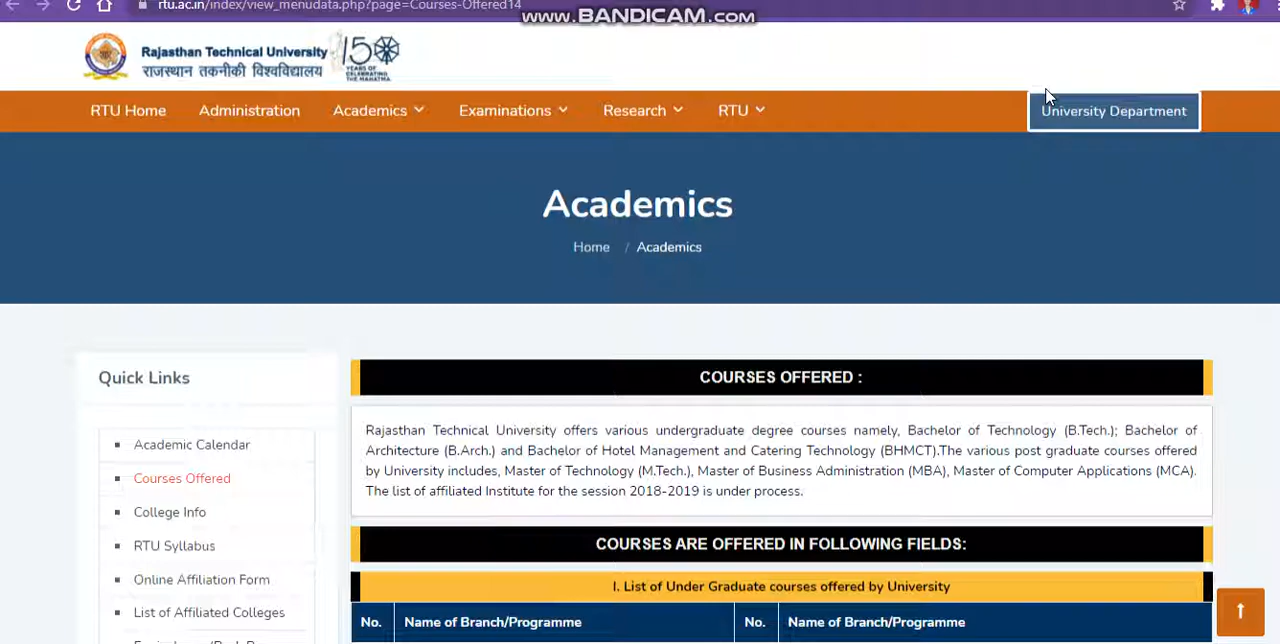 rtu.ac.in/index/view_menudata.php?page=Courses-Offered14
www.BANDICAM.com
Rajasthan Technical University
राजस्थान तकनीकी विश्वविद्यालय
150
YEARS OF
CELEBRATING
THE MAHATMA
RTU Home Administration Academics Examinations Research RTU University Department
Academics
Home / Academics
Quick Links
Academic Calendar
Courses Offered
College Info
RTU Syllabus
Online Affiliation Form
List of Affiliated Colleges
COURSES OFFERED :
Rajasthan Technical University offers various undergraduate degree courses namely, Bachelor of Technology (B.Tech.); Bachelor of
Architecture (B.Arch.) and Bachelor of Hotel Management and Catering Technology (BHMCT).The various post graduate courses offered
by University includes, Master of Technology (M.Tech.), Master of Business Administration (MBA), Master of Computer Applications (MCA).
The list of affiliated Institute for the session 2018-2019 is under process.
COURSES ARE OFFERED IN FOLLOWING FIELDS:
I. List of Under Graduate courses offered by University
No. Name of Branch/Programme No. Name of Branch/Programme